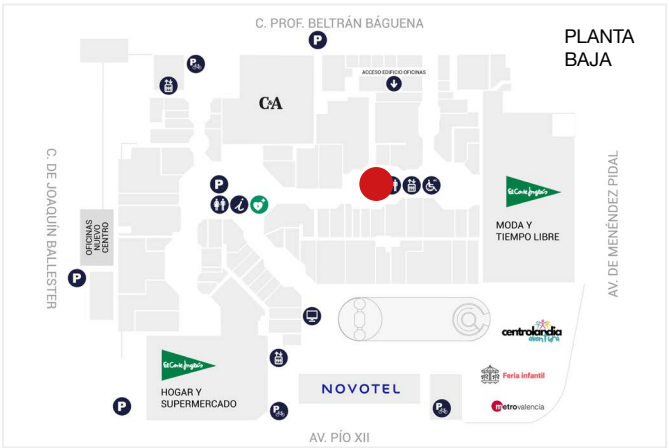 C. PROF. BELTRÁN BÁGUENA
PLANTA
BAJA
P
P
ACCESO EDIFICIO OFICINAS
C&A
C. DE JOAQUÍN BALLESTER
P
i
El Corte Inglés
MODA Y
TIEMPO LIBRE
AV. DE MENÉNDEZ PIDAL
OFICINAS
NUEVO
CENTRO
P
centrolandia
aventura
El Corte Inglés
HOGAR Y
SUPERMERCADO
Feria infantil
NOVOTEL
P
P
P
metrovalencia
AV. PÍO XII